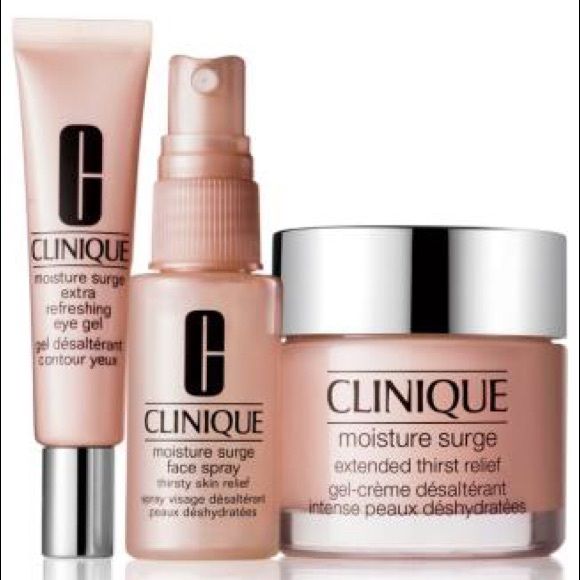 C
CLINIQUE
moisture surge
extra
refreshing
eye gel
gel désaltérant
contour yeux
C
CLINIQUE
moisture surge
face spray
thirsty skin relief
spray visage désaltérant
peaux déshydratées
CLINIQUE
moisture surge
extended thirst relief
gel-crème désaltérant
intense peaux déshydratées